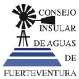 CONSEJO
INSULAR
DE AGUAS
DE
FUERTEVENTURA